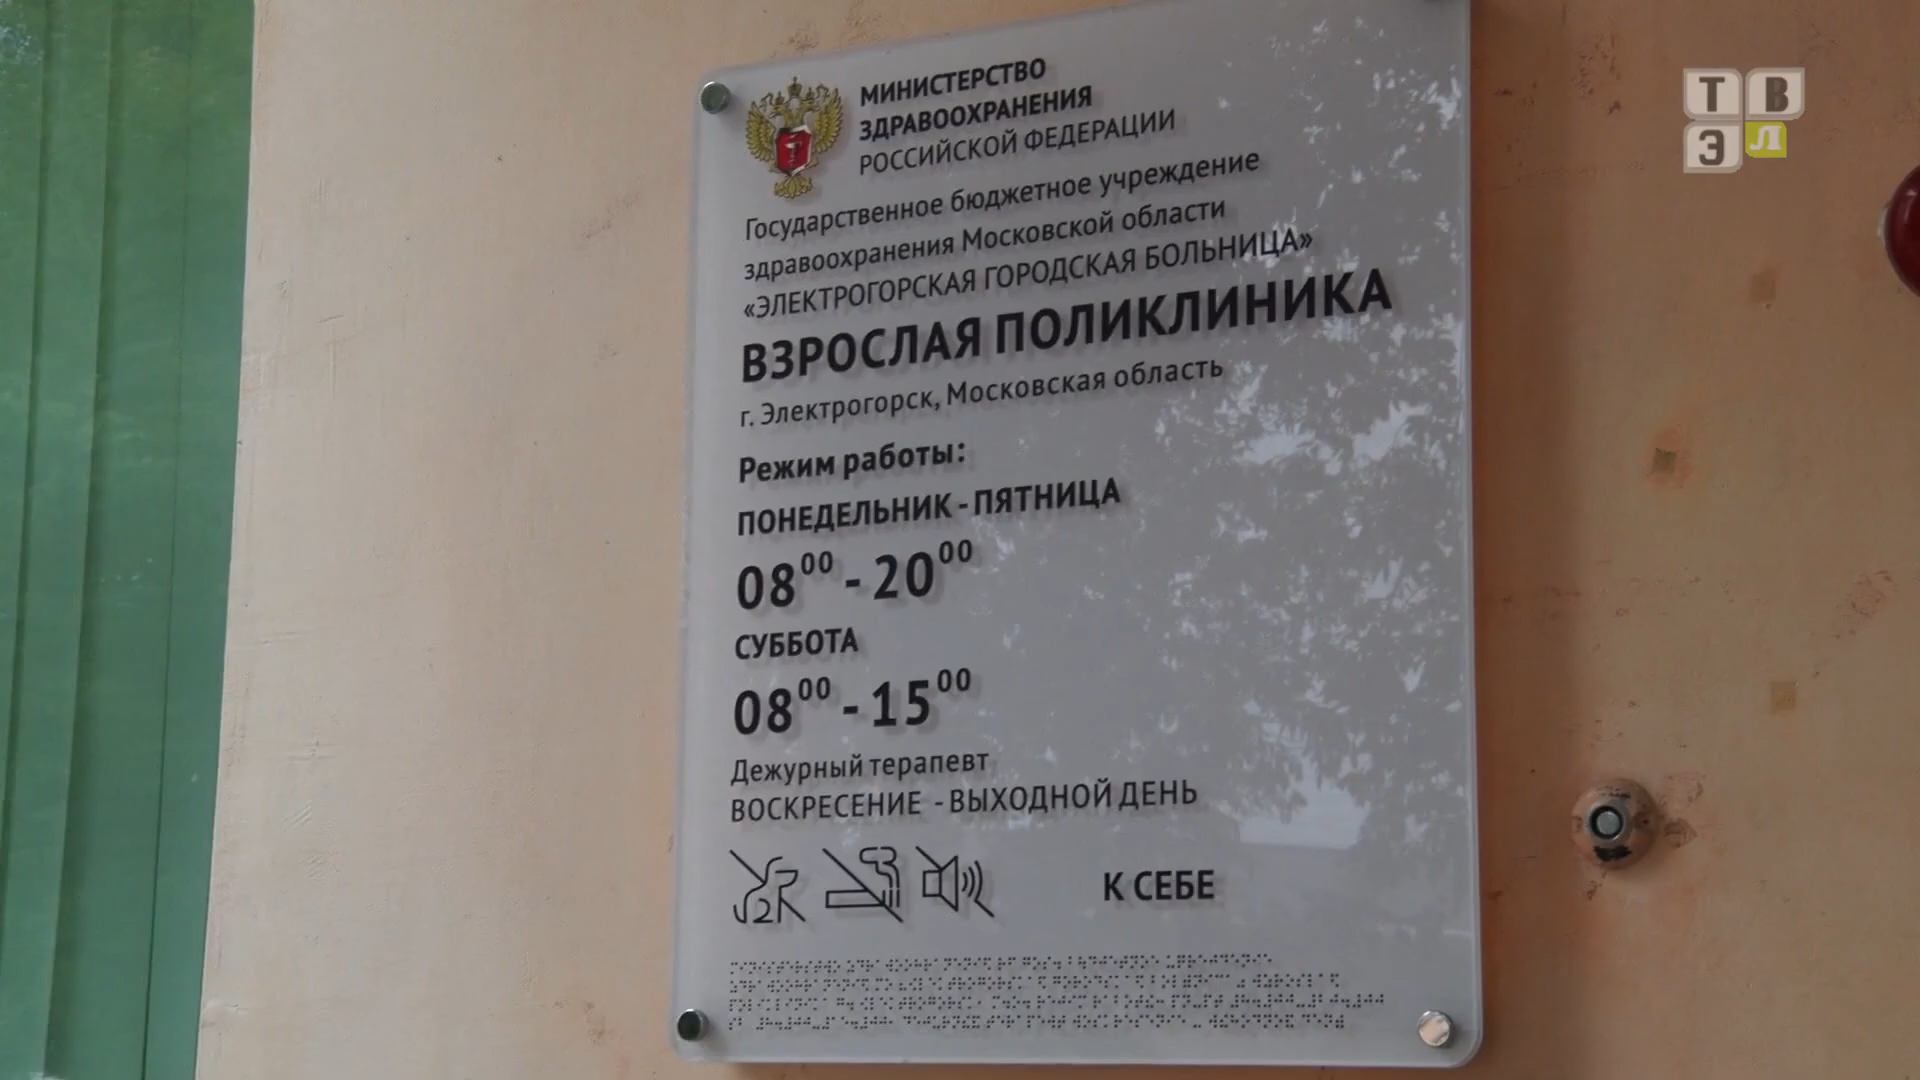 МИНИСТЕРСТВО
ЗДРАВООХРАНЕНИЯ
РОССИЙСКОЙ ФЕДЕРАЦИИ
Государственное бюджетное учреждение
здравоохранения Московской области
«ЭЛЕКТРОГОРСКАЯ ГОРОДСКАЯ БОЛЬНИЦА»
ВЗРОСЛАЯ ПОЛИКЛИНИКА
г. Электрогорск, Московская область
Режим работы:
ПОНЕДЕЛЬНИК - ПЯТНИЦА
08⁰⁰ - 20⁰⁰
СУББОТА
08⁰⁰ - 15⁰⁰
Дежурный терапевт
ВОСКРЕСЕНИЕ - ВЫХОДНОЙ ДЕНЬ
К СЕБЕ
ТВ
ЭЛ